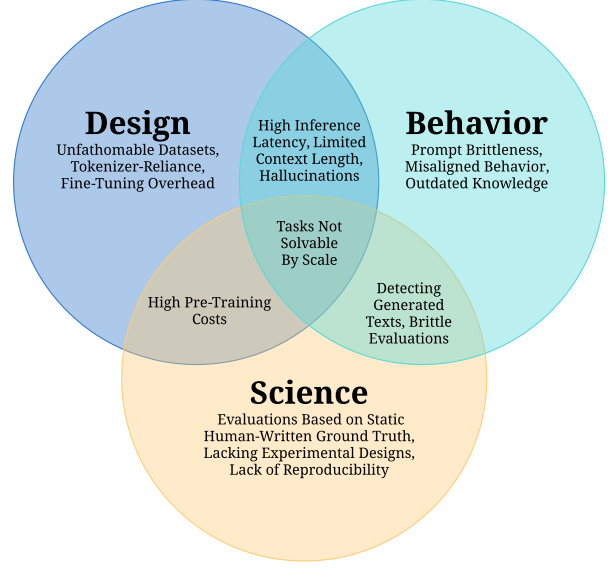 Design
Unfathomable Datasets,
Tokenizer-Reliance,
Fine-Tuning Overhead
High Inference
Latency, Limited
Context Length,
Hallucinations
Behavior
Prompt Brittleness,
Misaligned Behavior,
Outdated Knowledge
Tasks Not
Solvable
By Scale
High Pre-Training
Costs
Detecting
Generated
Texts, Brittle
Evaluations
Science
Evaluations Based on Static
Human-Written Ground Truth,
Lacking Experimental Designs,
Lack of Reproducibility